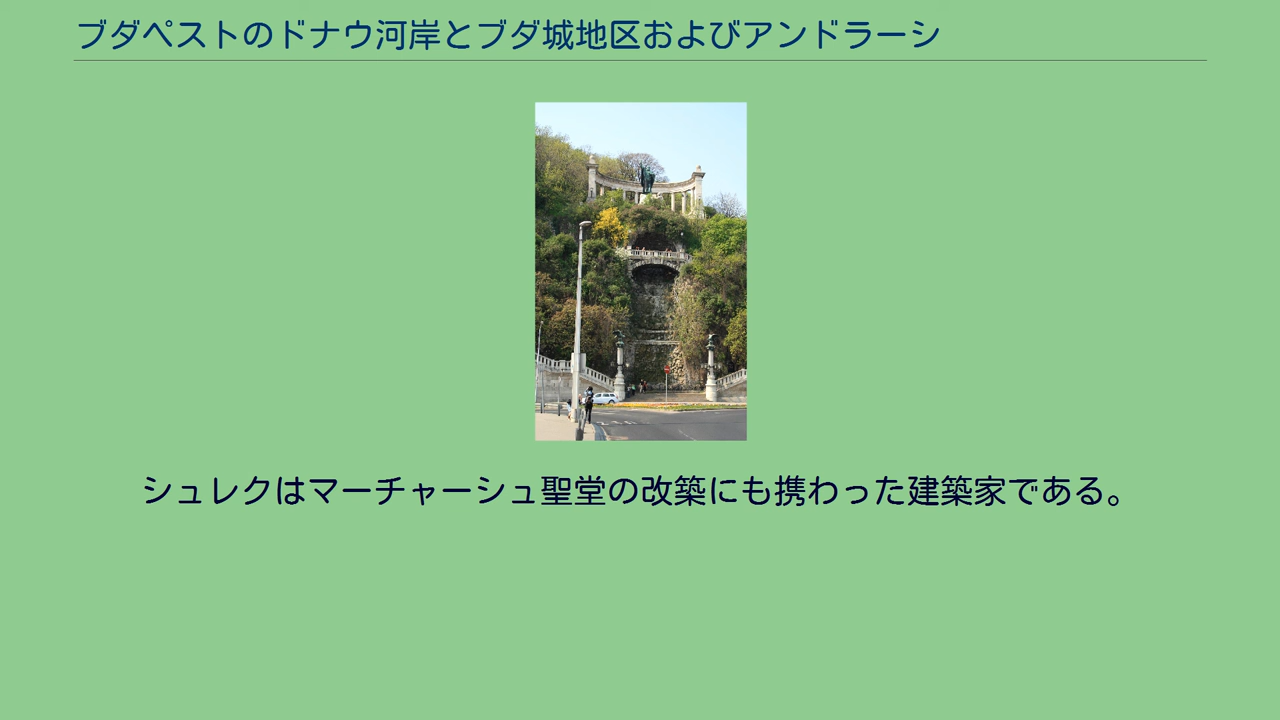 ブダペストのドナウ河岸とブダ城地区およびアンドラーシ
シュレクはマーチャーシュ聖堂の改築にも携わった建築家である。